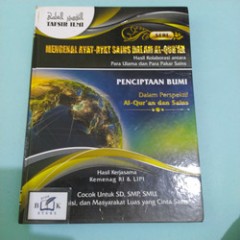 TAFSIR ILMI
SERI
MENGENAL AYAT-AYAT SAINS DALAM AL-QUR'AN
Hasil Kolaborasi antara
Para Ulama dan Para Pakar Sains
PENCIPTAAN BUMI
Dalam Perspektif
Al-Qur'an dan Sains
Hasil Kerjasama
Kemenag RI & LIPI
Cocok Untuk SD, SMP, SMU,
dan Masyarakat Luas yang Cinta